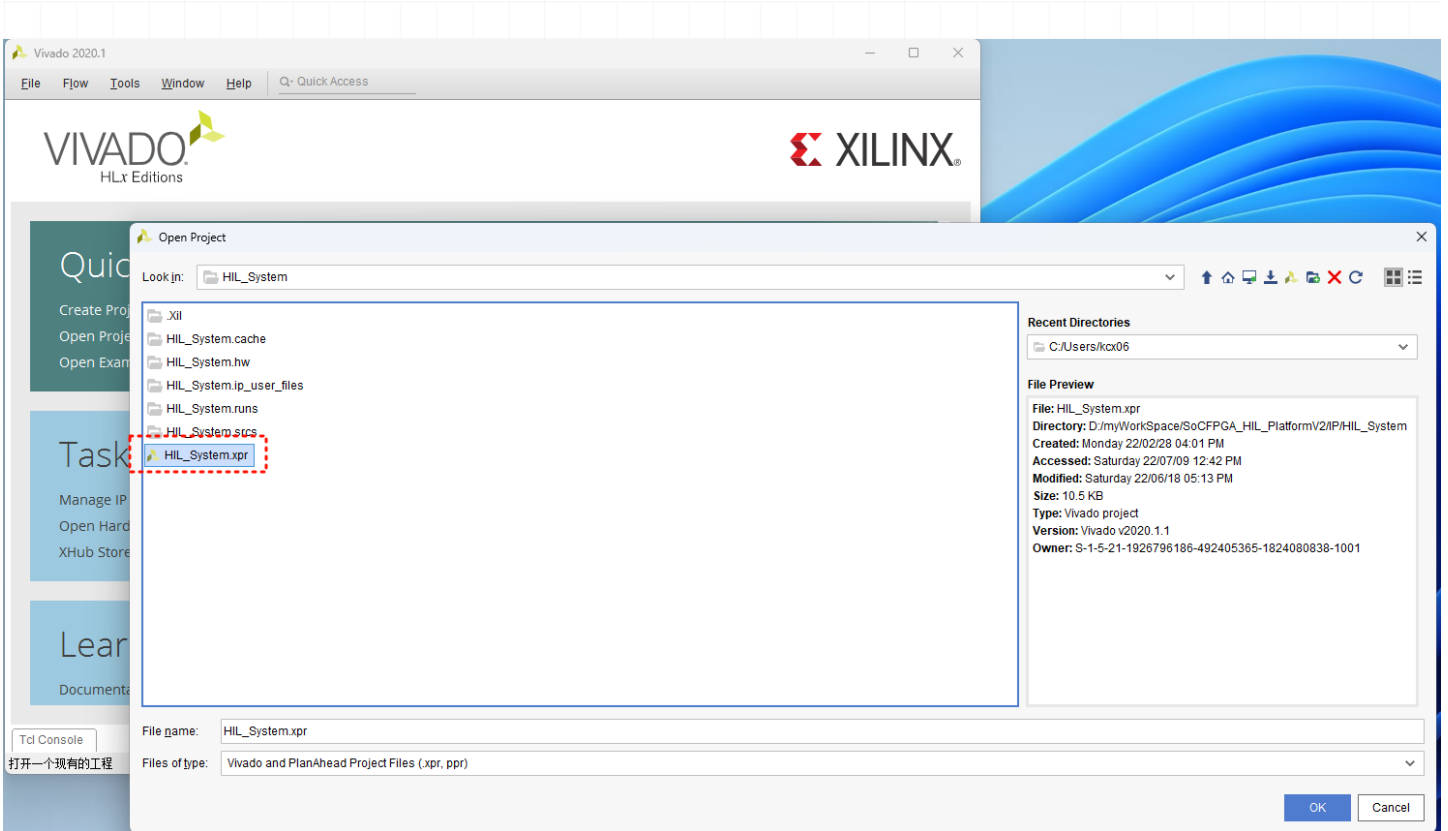 Vivado 2020.1
File Flow Tools Window Help Quick Access
VIVADO.
HLx Editions
XILINX®
Quic
Create Proj
Open Proje
Open Exam
Task
Manage IP
Open Hard
XHub Store
Lear
Documenta
Tcl Console
打开一个现有的工程
Open Project
Look in: HIL_System
.Xil
HIL_System.cache
HIL_System.hw
HIL_System.ip_user_files
HIL_System.runs
HIL_System.srcs
HIL_System.xpr
Recent Directories
C:/Users/kcx06
File Preview
File: HIL_System.xpr
Directory: D:/myWorkSpace/SoCFPGA_HIL_PlatformV2/IP/HIL_System
Created: Monday 22/02/28 04:01 PM
Accessed: Saturday 22/07/09 12:42 PM
Modified: Saturday 22/06/18 05:13 PM
Size: 10.5 KB
Type: Vivado project
Version: Vivado v2020.1.1
Owner: S-1-5-21-1926796186-492405365-1824080838-1001
File name: HIL_System.xpr
Files of type: Vivado and PlanAhead Project Files (.xpr, ppr)
OK Cancel